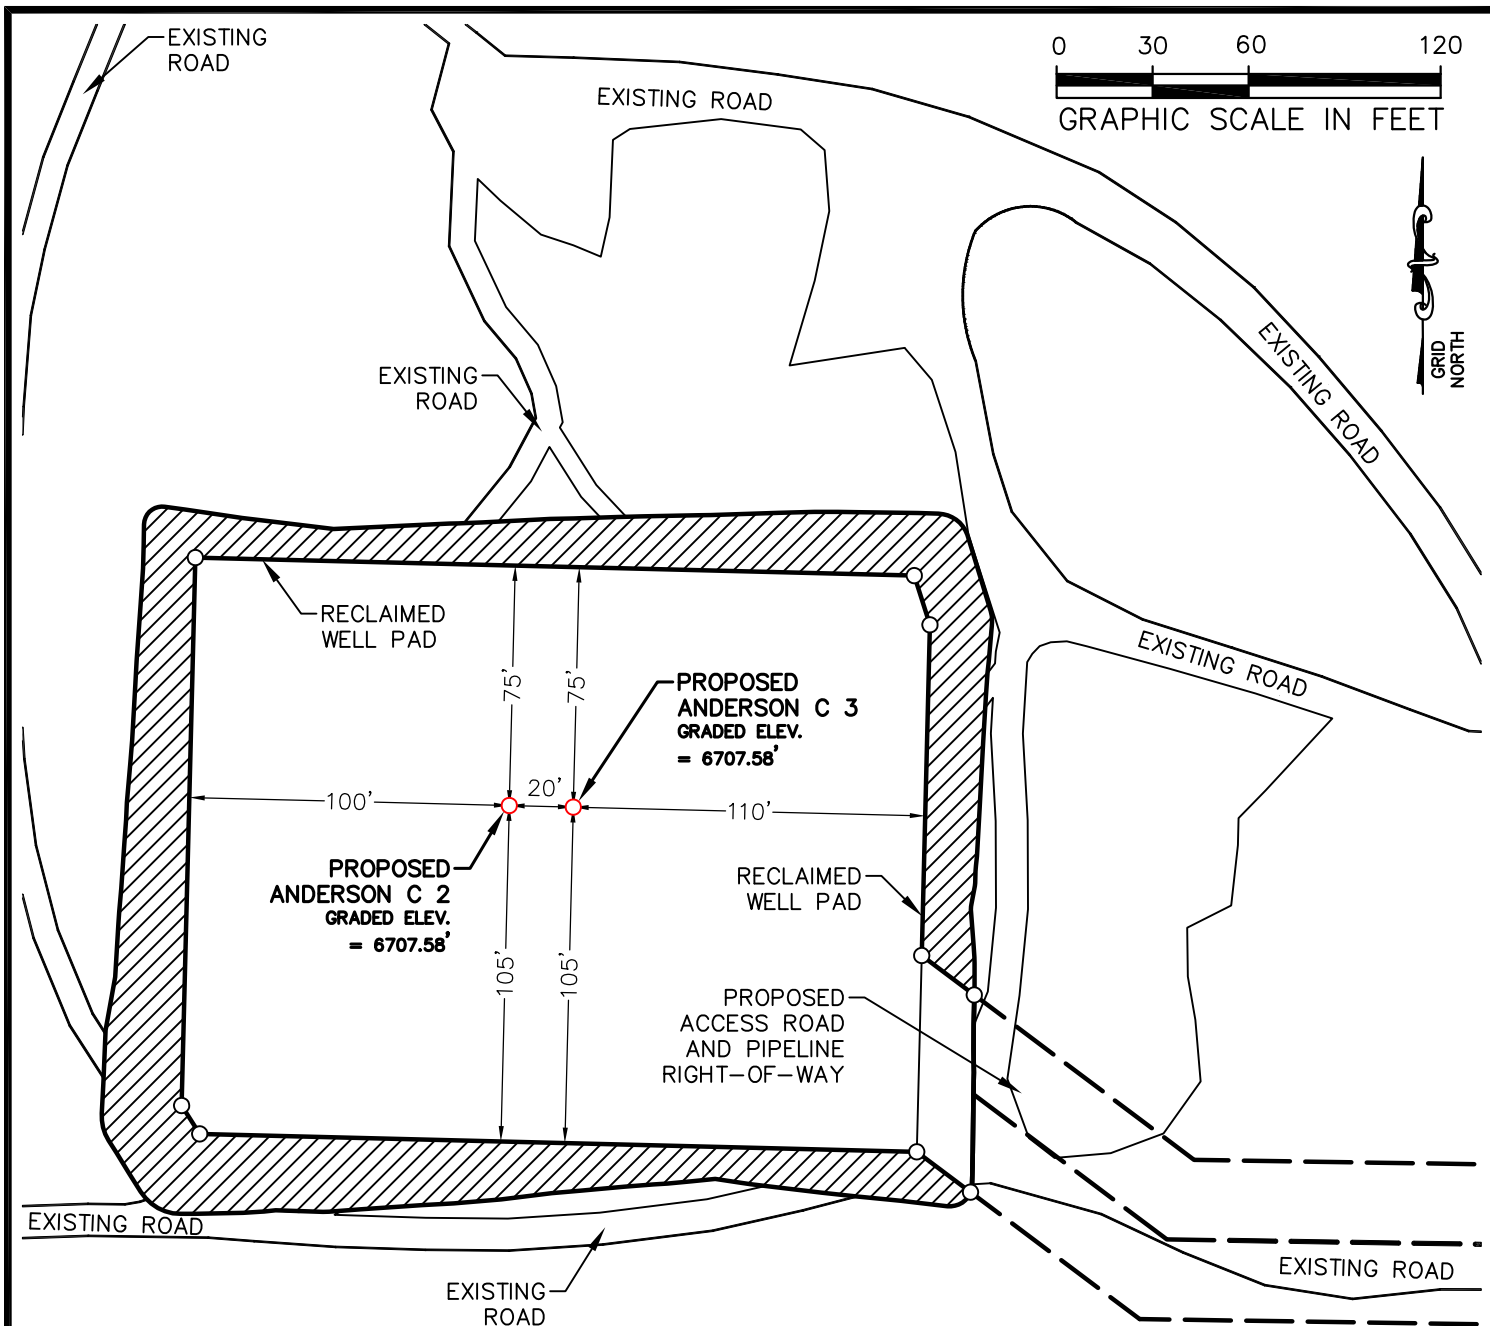 EXISTING
ROAD
0 30 60 120
GRAPHIC SCALE IN FEET
EXISTING ROAD
GRID
NORTH
EXISTING ROAD
EXISTING
ROAD
RECLAIMED
WELL PAD
EXISTING ROAD
75'
75'
PROPOSED
ANDERSON C 3
GRADED ELEV.
= 6707.58'
100'
20'
110'
PROPOSED
ANDERSON C 2
GRADED ELEV.
= 6707.58'
RECLAIMED
WELL PAD
105'
105'
PROPOSED
ACCESS ROAD
AND PIPELINE
RIGHT-OF-WAY
EXISTING ROAD
EXISTING ROAD
EXISTING
ROAD